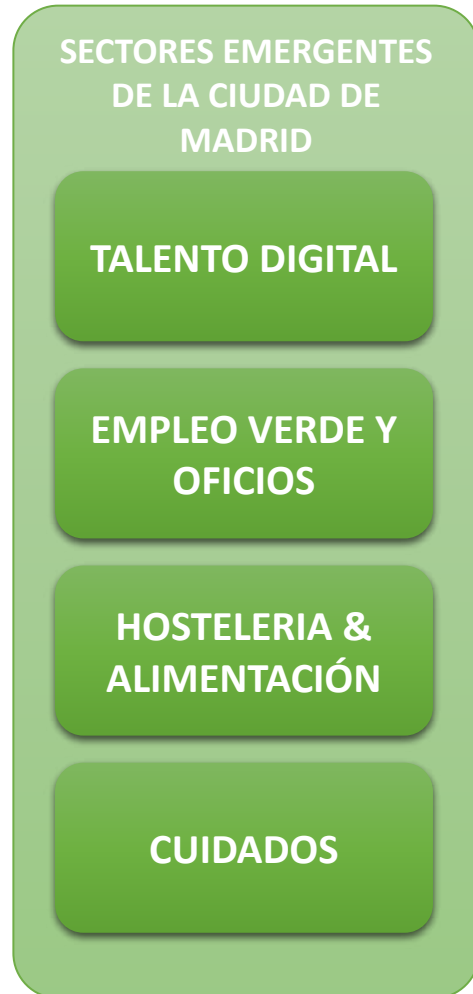 SECTORES EMERGENTES
DE LA CIUDAD DE
MADRID
TALENTO DIGITAL
EMPLEO VERDE Y
OFICIOS
HOSTELERIA &
ALIMENTACIÓN
CUIDADOS